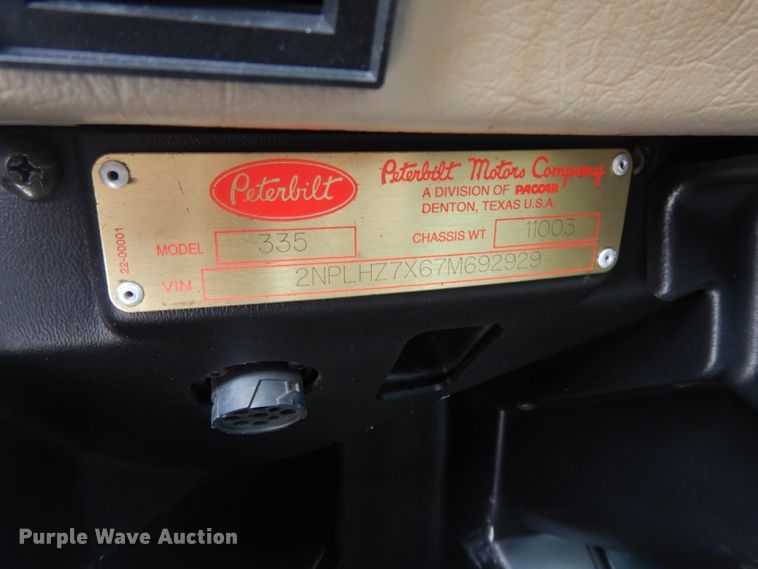 Peterbilt
Peterbilt Motors Company
A DIVISION OF PACCAR
DENTON, TEXAS U.S.A.
22-00001
MODEL 335
CHASSIS WT 11003
VIN 2NPLHZ7X67M692929
Purple Wave Auction